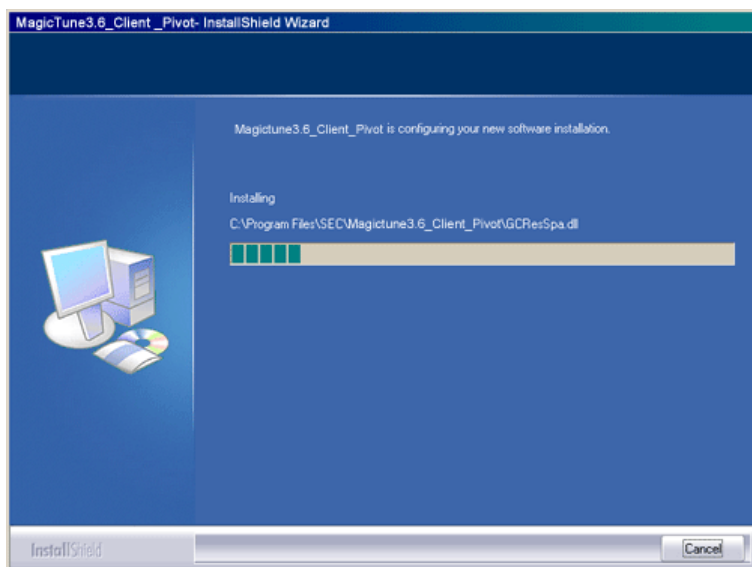 MagicTune3.6_Client _Pivot- InstallShield Wizard
Magictune3.6_Client_Pivot is configuring your new software installation.
Installing
C:\Program Files\SEC\Magictune3.6_Client_Pivot\GCResSpa.dll
InstallShield
Cancel